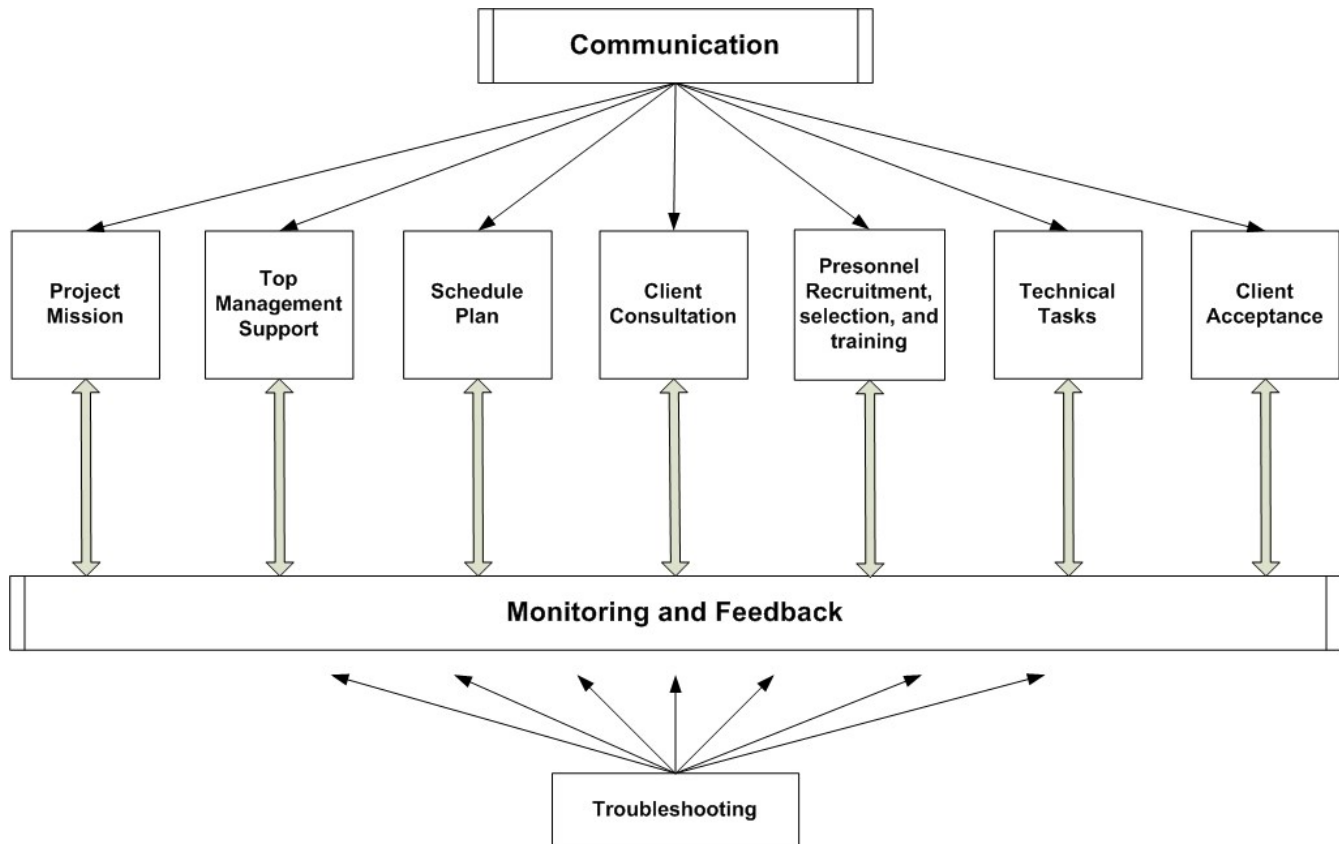 Communication
Project
Mission
Top
Management
Support
Schedule
Plan
Client
Consultation
Presonnel
Recruitment,
selection, and
training
Technical
Tasks
Client
Acceptance
Monitoring and Feedback
Troubleshooting